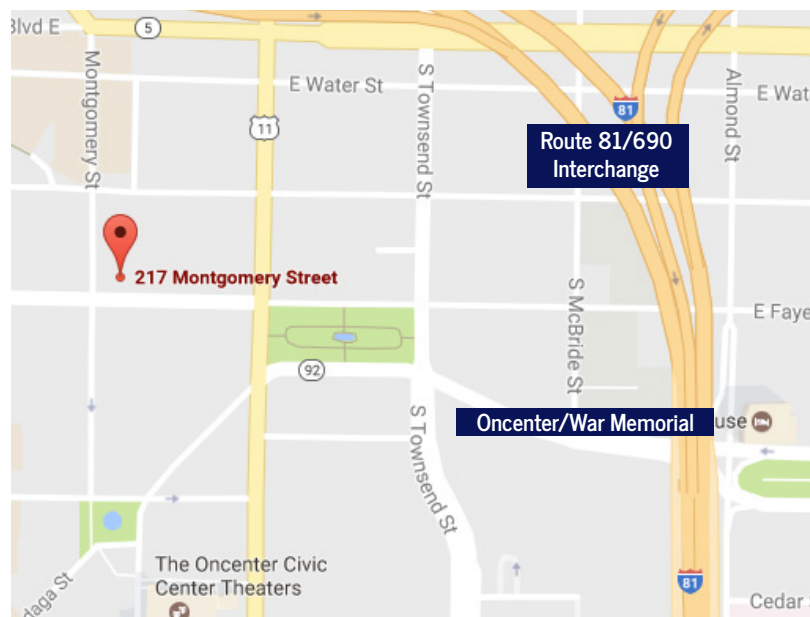 Blvd E
5
Montgomery St
11
E Water St
S Townsend St
81
Almond St
E Wat
Route 81/690
Interchange
217 Montgomery Street
S McBride St
E Faye
92
Oncenter/War Memorial
use
S Townsend St
The Oncenter Civic
Center Theaters
daga St
81
Cedar